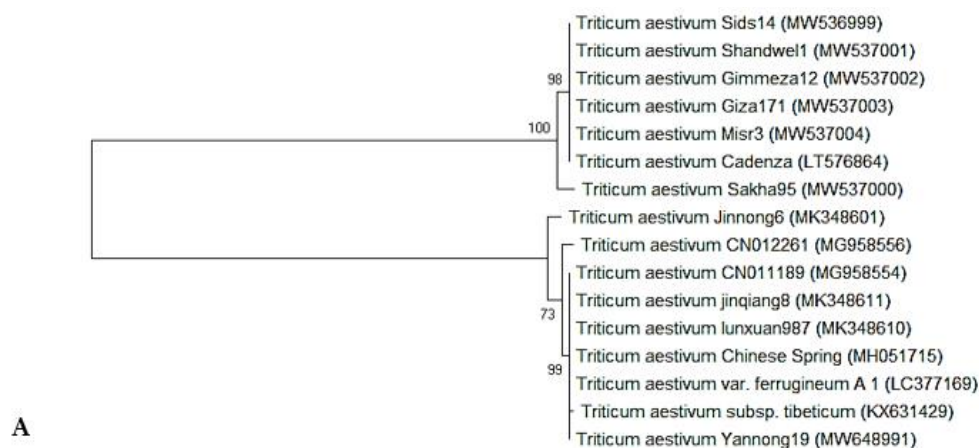 Triticum aestivum Sids14 (MW536999)
Triticum aestivum Shandwel1 (MW537001)
98
Triticum aestivum Gimmeza12 (MW537002)
Triticum aestivum Giza171 (MW537003)
100
Triticum aestivum Misr3 (MW537004)
Triticum aestivum Cadenza (LT576864)
Triticum aestivum Sakha95 (MW537000)
Triticum aestivum Jinnong6 (MK348601)
Triticum aestivum CN012261 (MG958556)
Triticum aestivum CN011189 (MG958554)
Triticum aestivum jinqiang8 (MK348611)
73
Triticum aestivum lunxuan987 (MK348610)
Triticum aestivum Chinese Spring (MH051715)
99
Triticum aestivum var. ferrugineum A 1 (LC377169)
Triticum aestivum subsp. tibeticum (KX631429)
A
Triticum aestivum Yannong19 (MW648991)